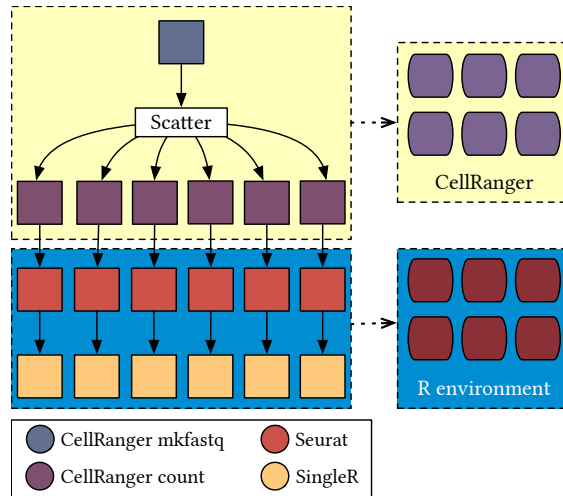 Scatter
CellRanger
R environment
CellRanger mkfastq
Seurat
CellRanger count
SingleR